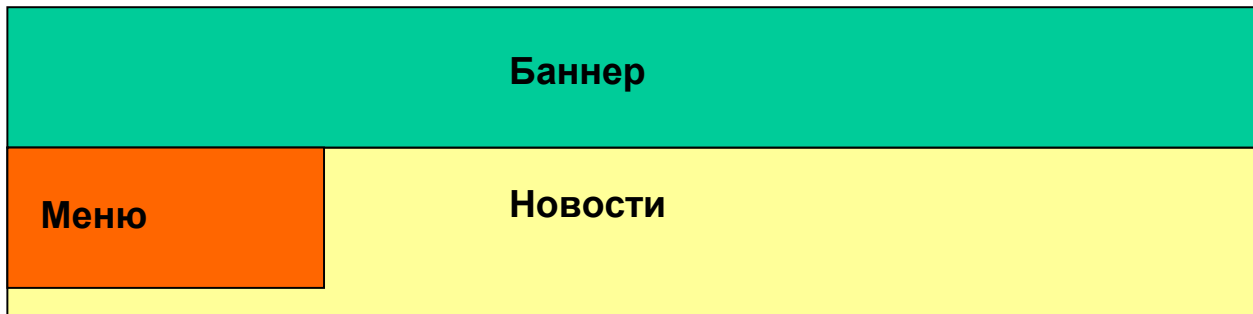 Баннер
Новости
Меню